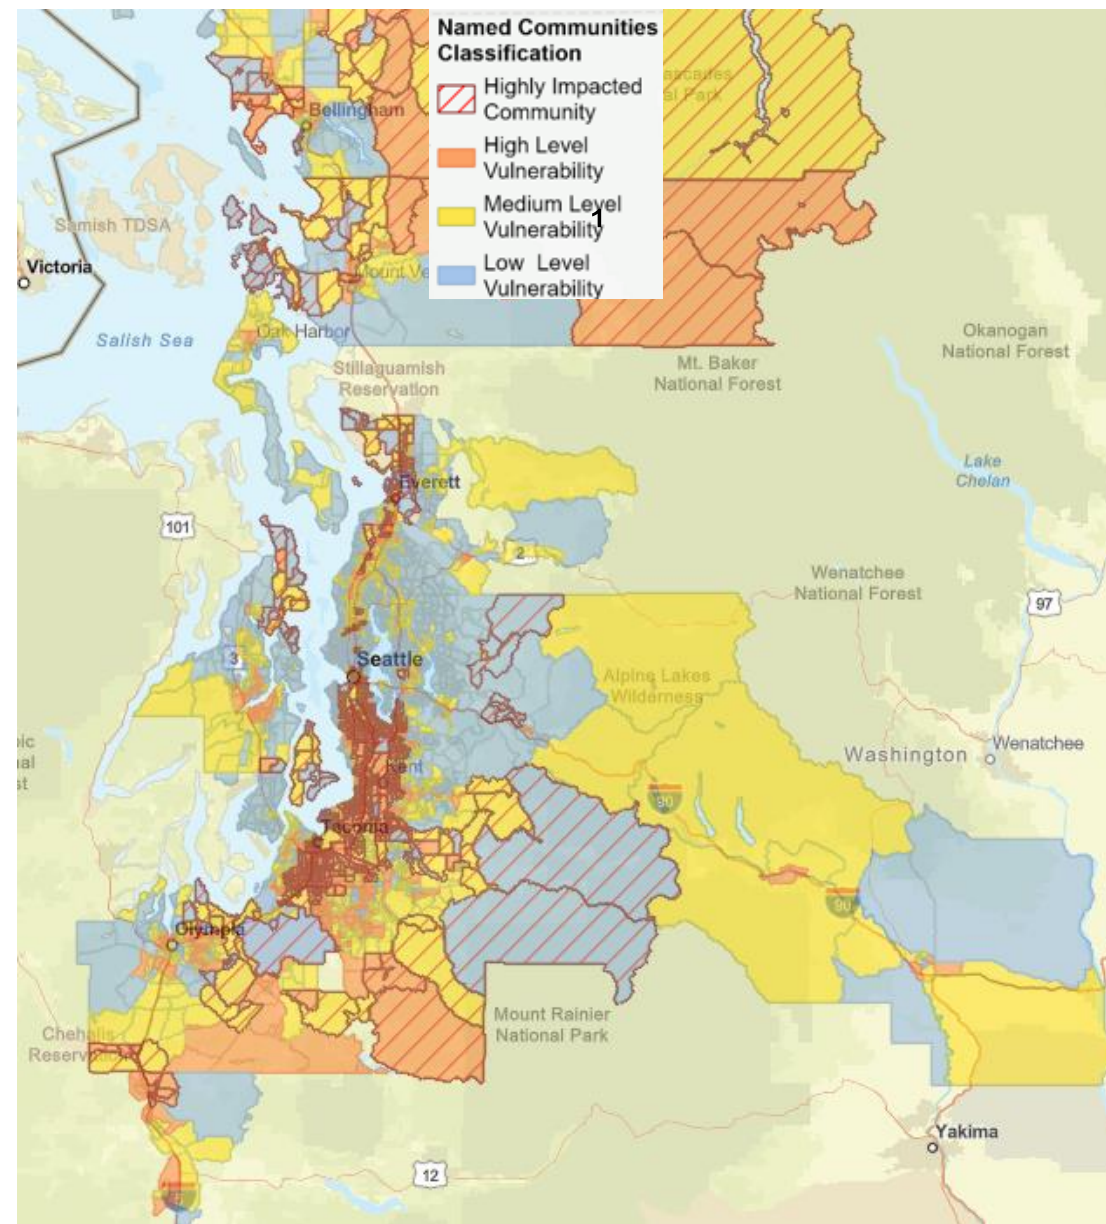 Named Communities
Classification
Highly Impacted
Community
High Level
Vulnerability
Medium Level
Vulnerability
1
Low Level
Vulnerability
Bellingham
Samish TDSA
Victoria
Mount Ve
Oak Harbor
Salish Sea
Stillaguamish
Reservation
Okanogan
National Forest
Mt. Baker
National Forest
Everett
Lake
Chelan
101
2
Wenatchee
National Forest
97
Seattle
3
Alpine Lakes
Wilderness
Washington
Wenatchee
Kent
90
Tacoma
90
Olympia
Mount Rainier
National Park
Chehalis
Reservation
Yakima
12